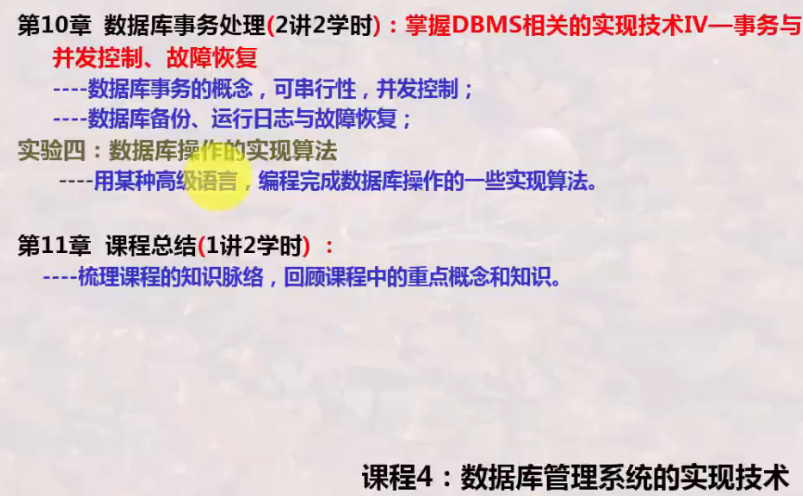 第10章 数据库事务处理(2讲2学时)：掌握DBMS相关的实现技术IV—事务与
并发控制、故障恢复
----数据库事务的概念，可串行性，并发控制；
----数据库备份、运行日志与故障恢复；
实验四：数据库操作的实现算法
----用某种高级语言，编程完成数据库操作的一些实现算法。
第11章 课程总结(1讲2学时) ：
----梳理课程的知识脉络，回顾课程中的重点概念和知识。
课程4：数据库管理系统的实现技术